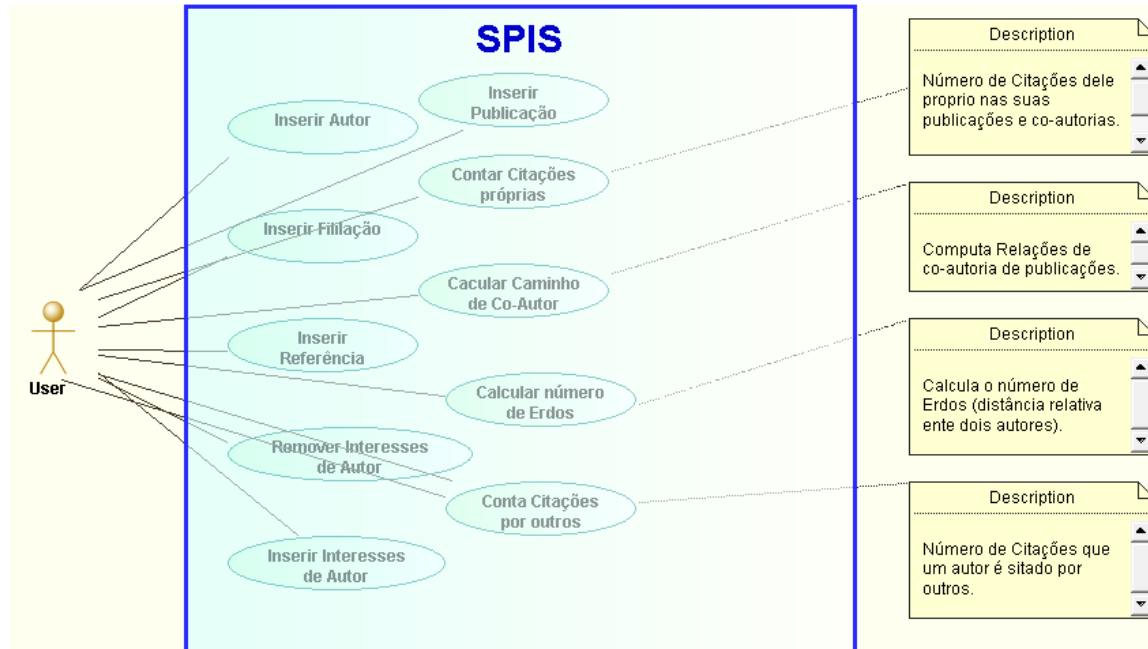 SPIS
Inserir
Publicação
Inserir Autor
Contar Citações
próprias
Inserir Fililação
Cacular Caminho
de Co-Autor
Inserir
Referência
Calcular número
de Erdos
Remover Interesses
de Autor
Conta Citações
por outros
Inserir Interesses
de Autor
User
Description
Número de Citações dele
proprio nas suas
publicações e co-autorias.
Description
Computa Relações de
co-autoria de publicações.
Description
Calcula o número de
Erdos (distância relativa
ente dois autores).
Description
Número de Citações que
um autor é sitado por
outros.